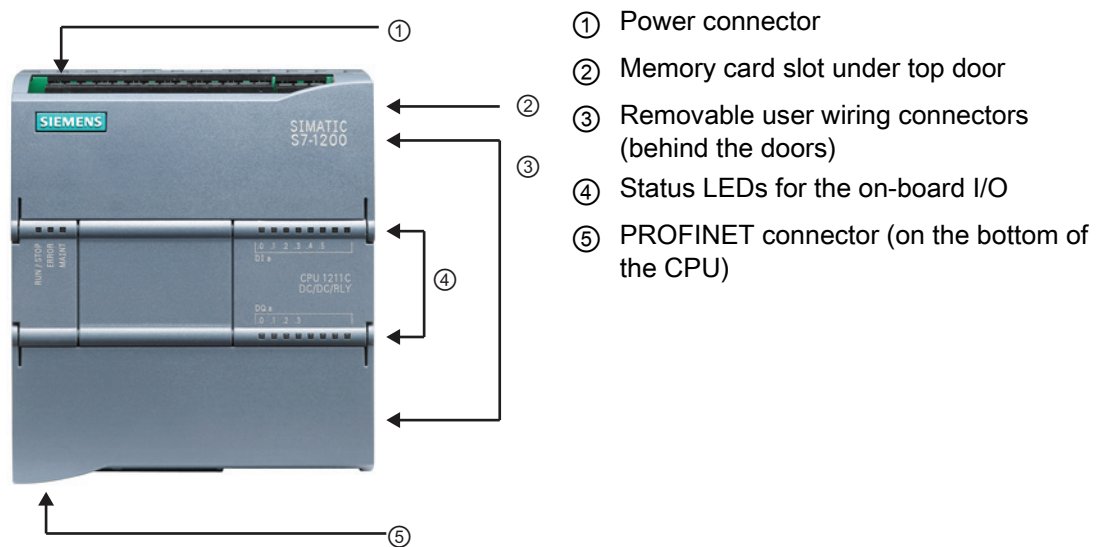 ① Power connector
② Memory card slot under top door
③ Removable user wiring connectors
(behind the doors)
④ Status LEDs for the on-board I/O
⑤ PROFINET connector (on the bottom of
the CPU)
①
②
③
④
⑤
SIEMENS
SIMATIC
S7-1200
RUN / STOP
ERROR
MAINT
.0 .1 .2 .3 .4 .5
DI a
CPU 1211C
DC/DC/RLY
DQ a
.0 .1 .2 .3